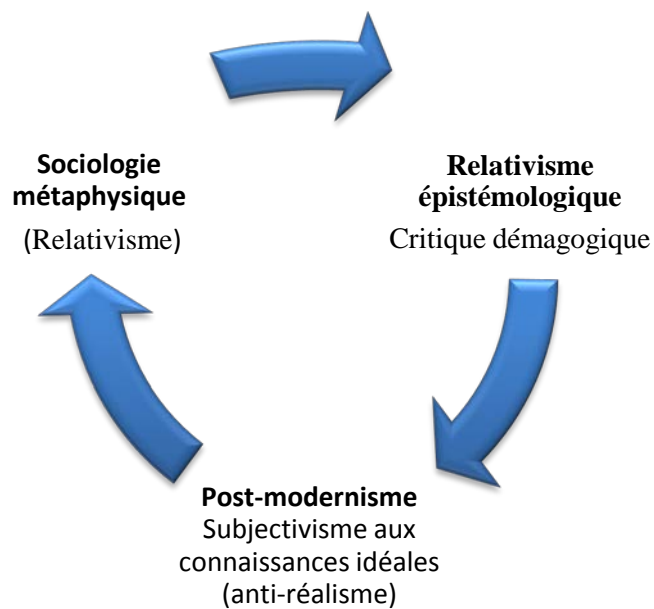 Sociologie
métaphysique
(Relativisme)
Relativisme
épistémologique
Critique démagogique
Post-modernisme
Subjectivisme aux
connaissances idéales
(anti-réalisme)